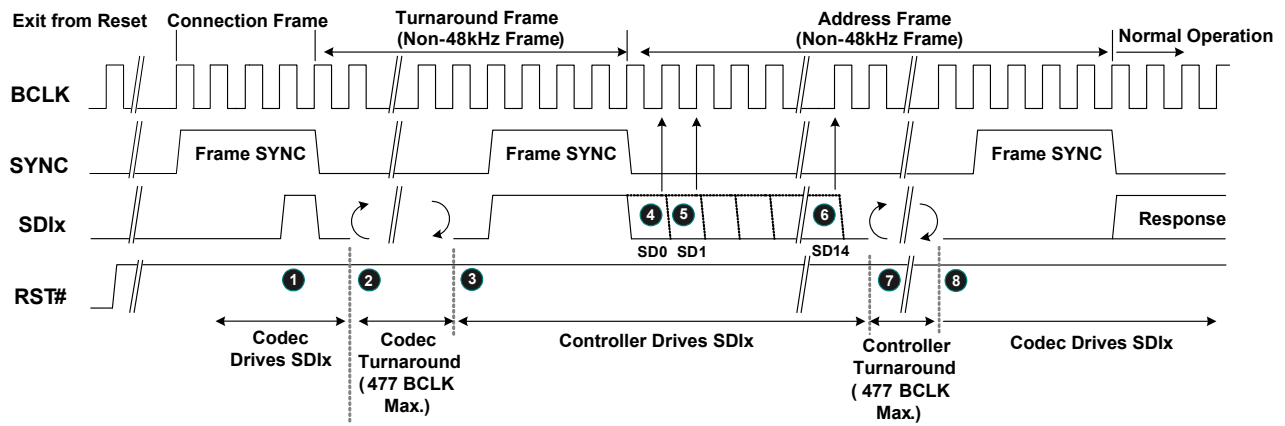 Exit from Reset
Connection Frame
Turnaround Frame
(Non-48kHz Frame)
Address Frame
(Non-48kHz Frame)
Normal Operation
BCLK
SYNC
Frame SYNC
Frame SYNC
Frame SYNC
SDIx
4
5
6
Response
SD0
SD1
SD14
RST#
1
2
3
7
8
Codec
Drives SDIx
Codec
Turnaround
( 477 BCLK
Max.)
Controller Drives SDIx
Controller
Turnaround
( 477 BCLK
Max.)
Codec Drives SDIx